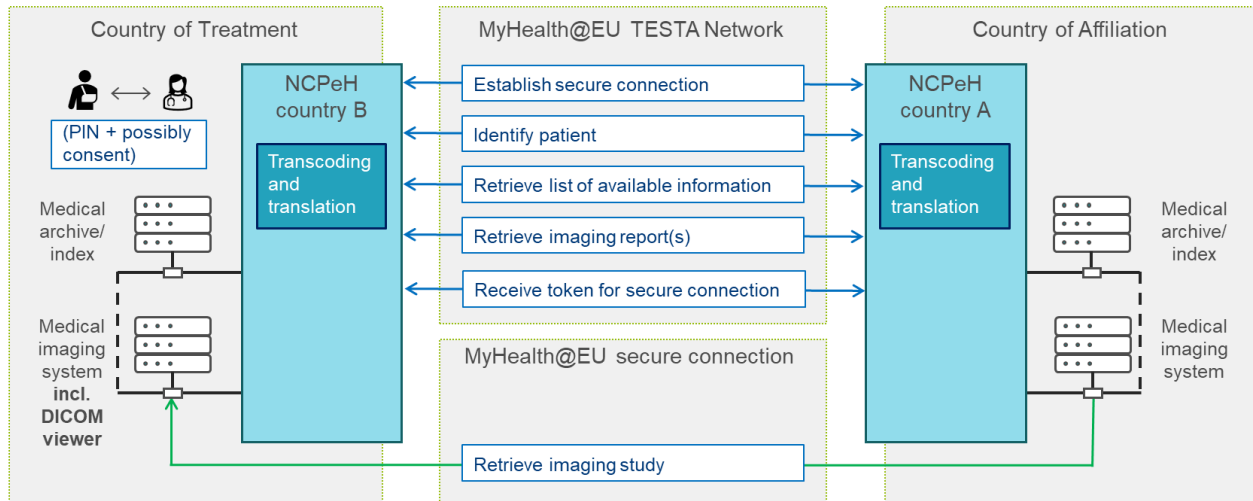 Country of Treatment
MyHealth@EU TESTA Network
Country of Affiliation
(PIN + possibly
consent)
NCPeH
country B
Transcoding
and
translation
Medical
archive/
index
Medical
imaging
system
incl.
DICOM
viewer
Establish secure connection
Identify patient
Retrieve list of available information
Retrieve imaging report(s)
Receive token for secure connection
MyHealth@EU secure connection
Retrieve imaging study
NCPeH
country A
Transcoding
and
translation
Medical
archive/
index
Medical
imaging
system